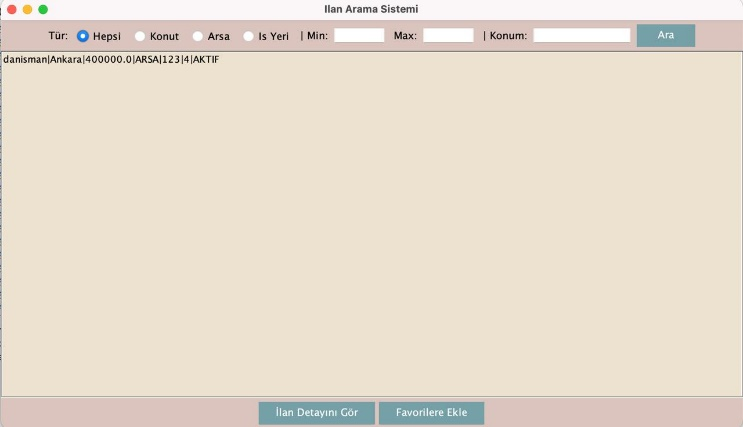 Ilan Arama Sistemi
Tür: Hepsi Konut Arsa Is Yeri | Min: Max: | Konum: Ara
danisman|Ankara|400000.0|ARSA|123|4|AKTIF
İlan Detayını Gör Favorilere Ekle